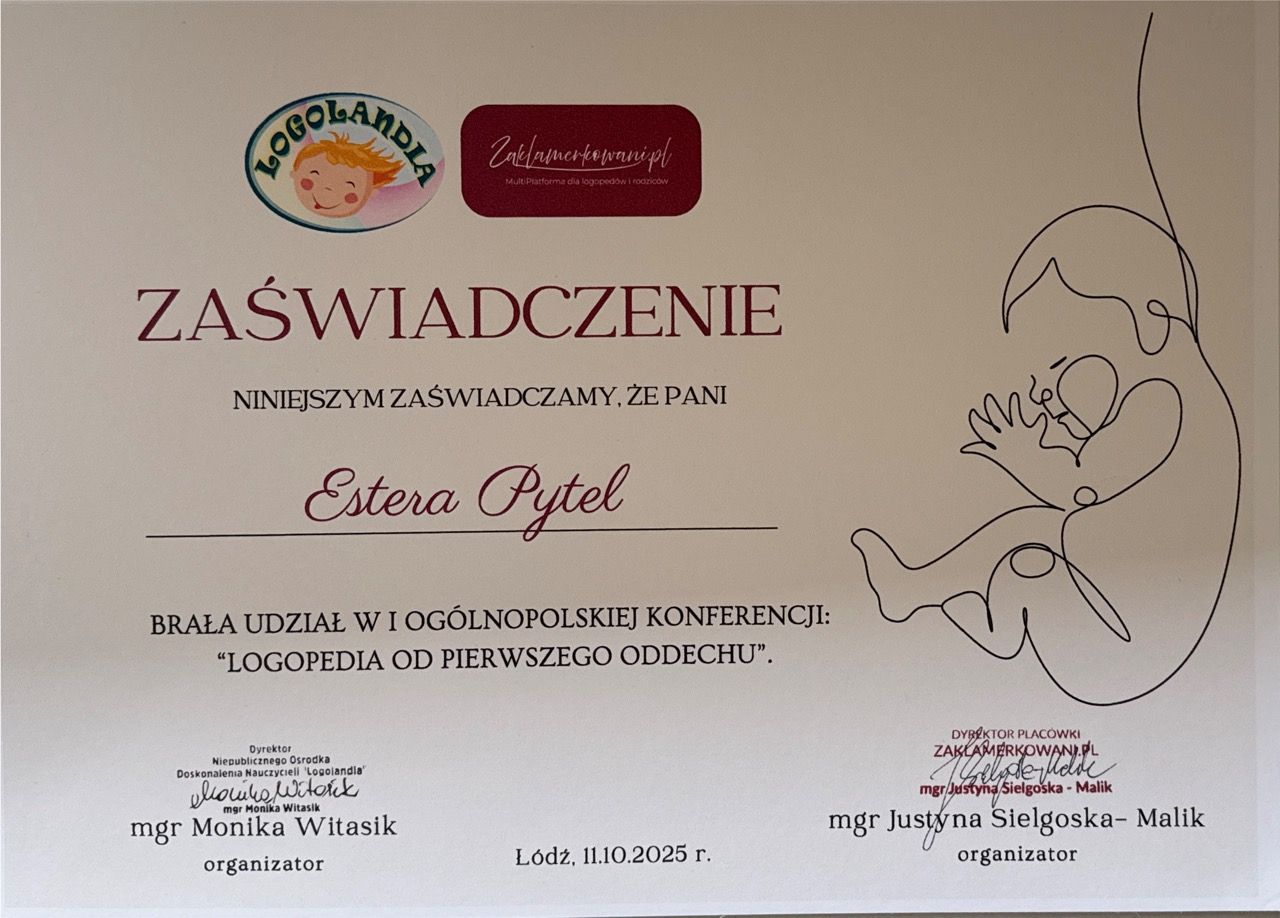 LOGOLANDIA
Zaklamerkowani.pl
MultiPlatforma dla logopedów i rodziców
ZAŚWIADCZENIE
NINIEJSZYM ZAŚWIADCZAMY, ŻE PANI
Estera Pytel
BRAŁA UDZIAŁ W I OGÓLNOPOLSKIEJ KONFERENCJI:
“LOGOPEDIA OD PIERWSZEGO ODDECHU”.
Dyrektor
Niepublicznego Ośrodka
Doskonalenia Nauczycieli "Logolandia"
Monika Witasik
mgr Monika Witasik
mgr Monika Witasik
organizator
Łódź, 11.10.2025 r.
DYREKTOR PLACÓWKI
ZAKLAMERKOWANI.PL
mgr Justyna Sielgoska - Malik
mgr Justyna Sielgoska– Malik
organizator